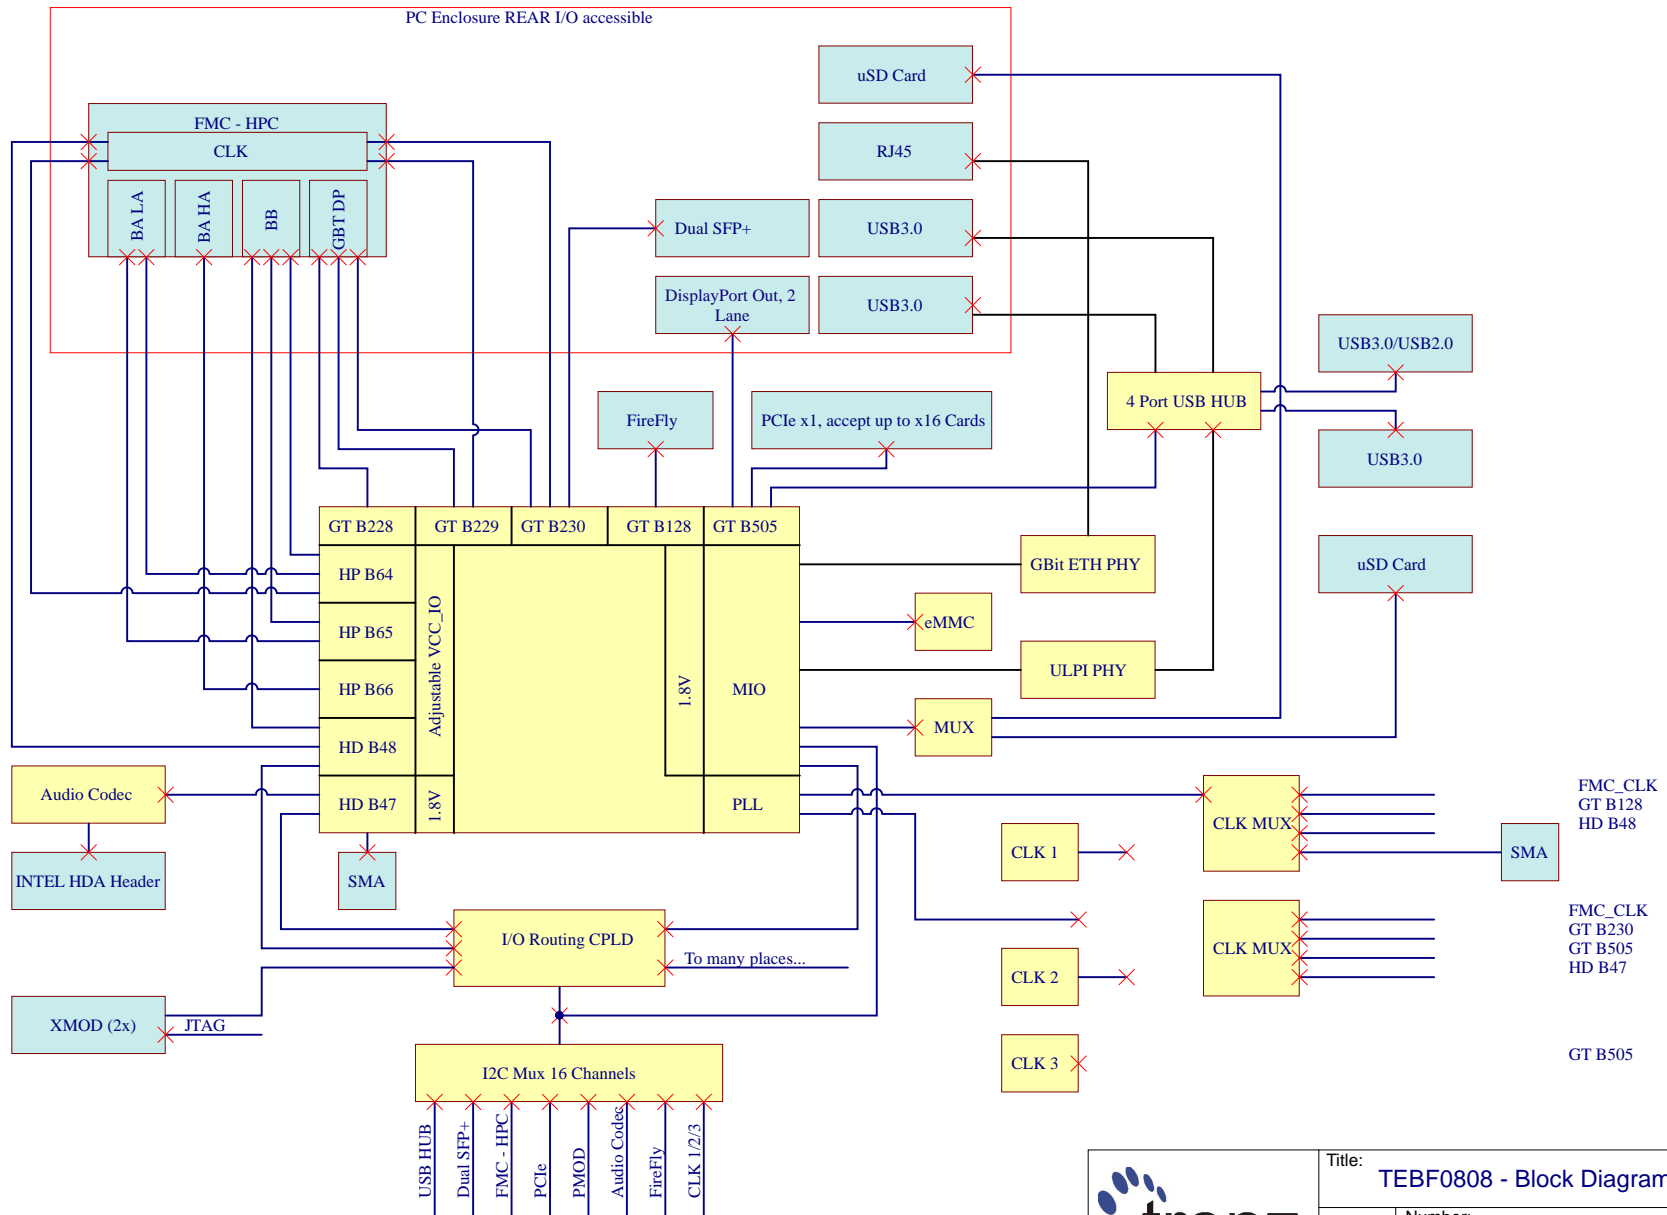 PC Enclosure REAR I/O accessible
uSD Card
FMC - HPC
CLK
RJ45
BA LA
BA HA
BB
GBT DP
Dual SFP+
USB3.0
DisplayPort Out, 2
Lane
USB3.0
USB3.0/USB2.0
4 Port USB HUB
FireFly
PCIe x1, accept up to x16 Cards
USB3.0
GT B228
GT B229
GT B230
GT B128
GT B505
HP B64
GBit ETH PHY
uSD Card
HP B65
Adjustable VCC_IO
eMMC
HP B66
1.8V
MIO
ULPI PHY
HD B48
MUX
Audio Codec
HD B47
1.8V
PLL
CLK MUX
FMC_CLK
GT B128
HD B48
CLK 1
SMA
INTEL HDA Header
SMA
I/O Routing CPLD
To many places...
CLK MUX
FMC_CLK
GT B230
GT B505
HD B47
CLK 2
XMOD (2x)
JTAG
I2C Mux 16 Channels
CLK 3
GT B505
USB HUB
Dual SFP+
FMC - HPC
PCIe
PMOD
Audio Codec
FireFly
CLK 1/2/3
Title:
TEBF0808 - Block Diagram